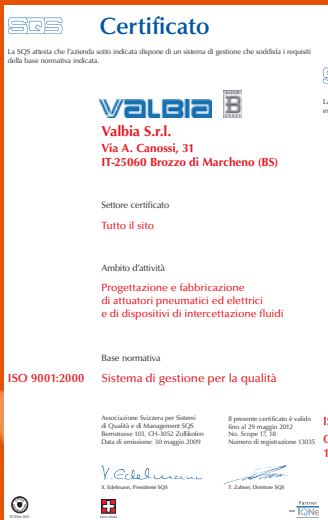 SQS
Certificato
La SQS attesta che l'azienda sotto indicata dispone di un sistema di gestione che soddisfa i requisiti
della base normativa indicata.
VALBIA B
Valbia S.r.l.
Via A. Canossi, 31
IT-25060 Brozzo di Marcheno (BS)
Settore certificato
Tutto il sito
Ambito d'attività
Progettazione e fabbricazione
di attuatori pneumatici ed elettrici
e di dispositivi di intercettazione fluidi
Base normativa
ISO 9001:2000 Sistema di gestione per la qualità
Associazione Svizzera per Sistemi
di Qualità e di Management SQS
Bernstrasse 103, CH-3052 Zollikofen
Data di emissione: 30 maggio 2009
Il presente certificato è valido
fino al 29 maggio 2012
No. Scope 17, 18
Numero di registrazione 13035
X. Edelmann
X. Edelmann, Presidente SQS
T. Zahner, Direttore SQS
Partner
IQNet